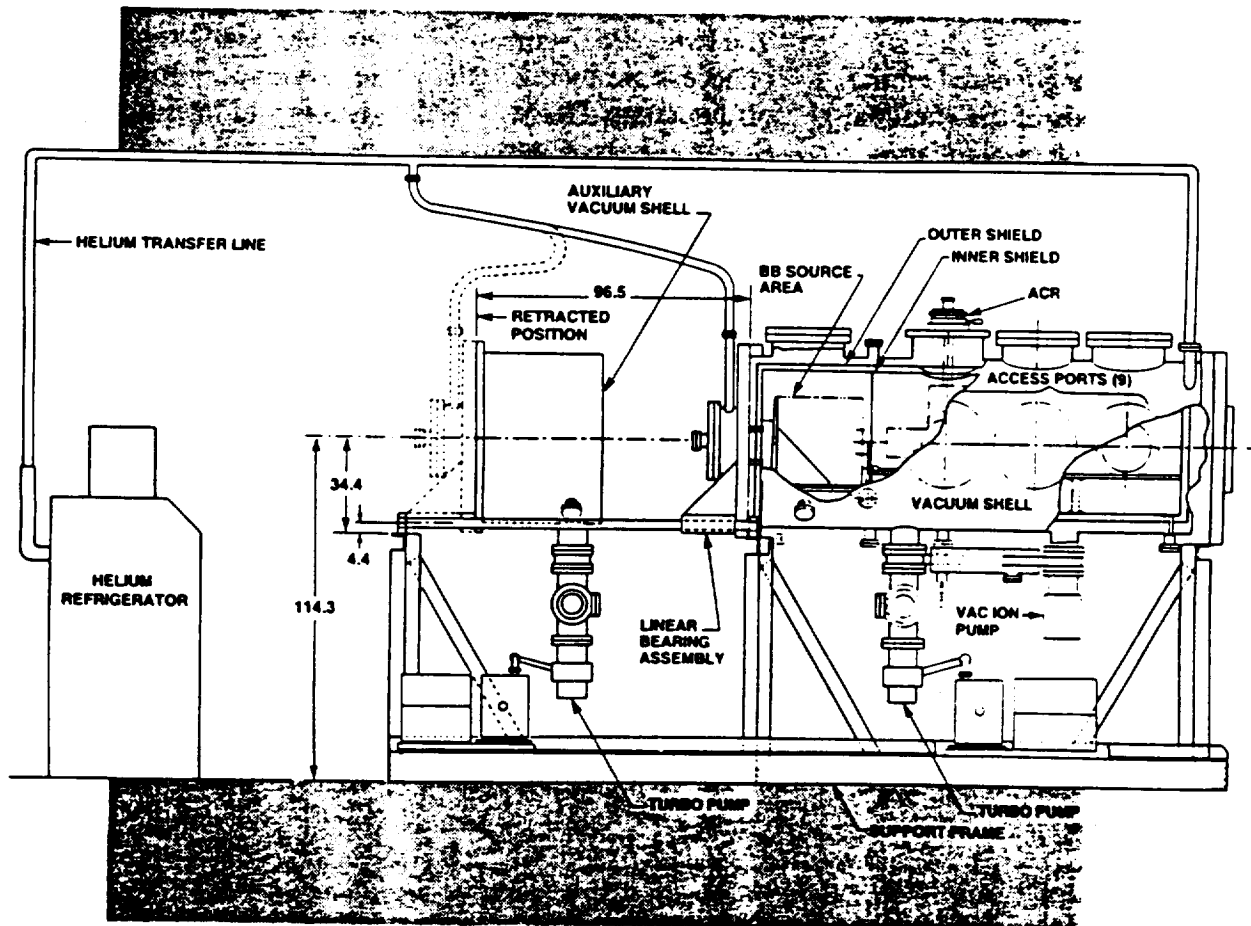 AUXILIARY
VACUUM SHELL
HELIUM TRANSFER LINE
OUTER SHIELD
INNER SHIELD
BB SOURCE
AREA
ACR
96.5
RETRACTED
POSITION
ACCESS PORTS (9)
34.4
VACUUM SHELL
4.4
HELIUM
REFRIGERATOR
114.3
LINEAR
BEARING
ASSEMBLY
VAC ION
PUMP
TURBO PUMP
TURBO PUMP
SUPPORT FRAME